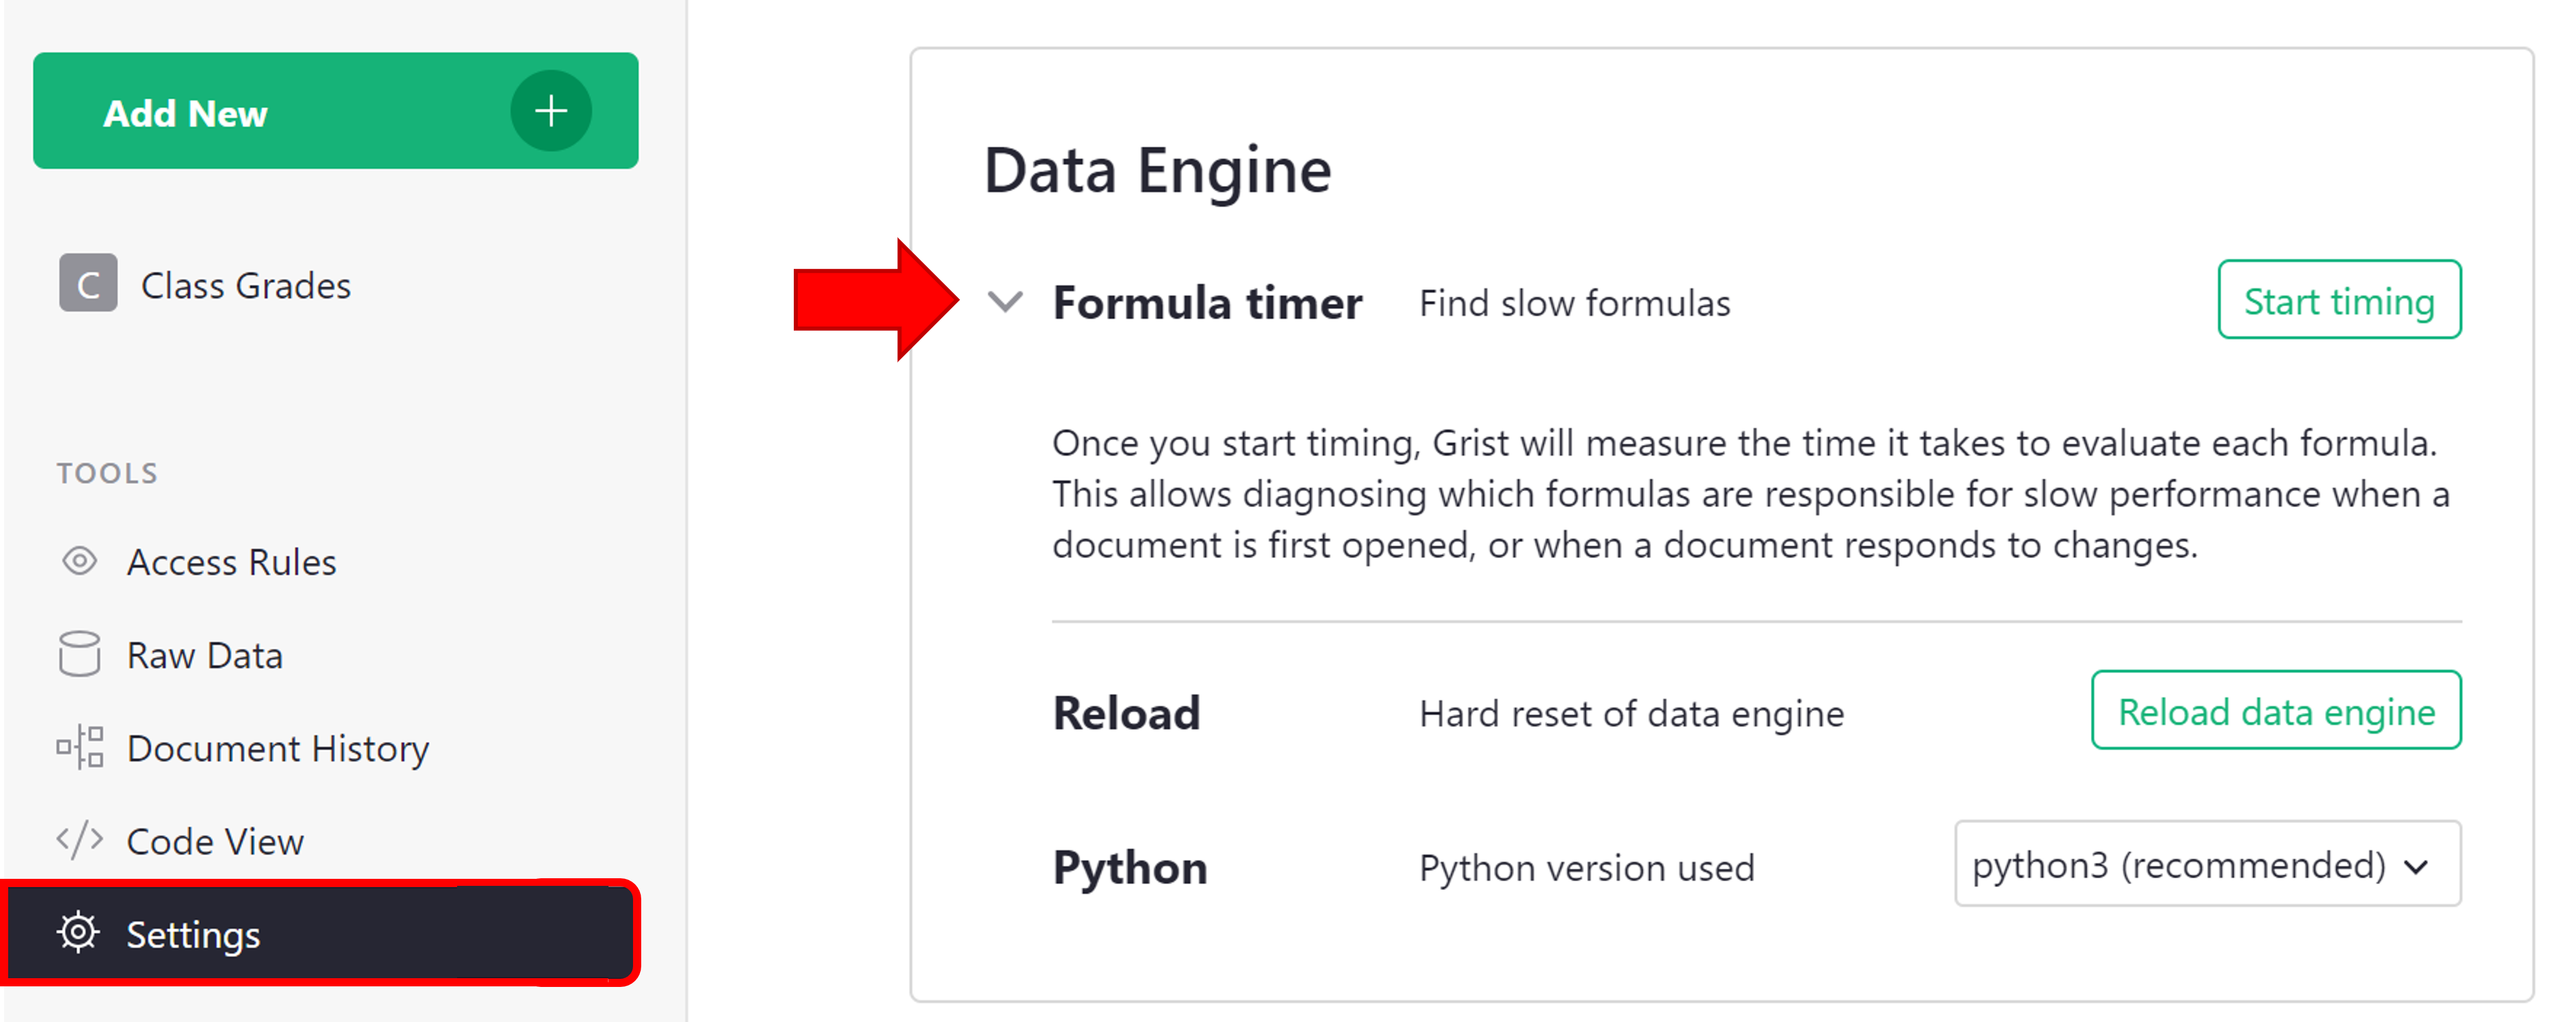 Add New
C Class Grades
TOOLS
Access Rules
Raw Data
Document History
Code View
Settings
Data Engine
Formula timer Find slow formulas Start timing
Once you start timing, Grist will measure the time it takes to evaluate each formula.
This allows diagnosing which formulas are responsible for slow performance when a
document is first opened, or when a document responds to changes.
Reload Hard reset of data engine Reload data engine
Python Python version used python3 (recommended)